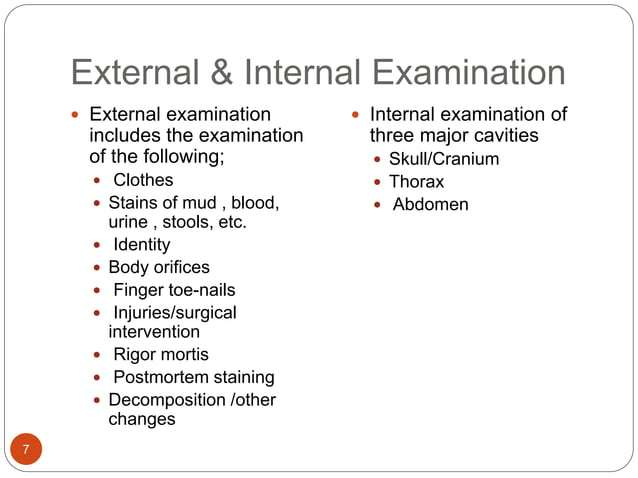 External & Internal Examination
• External examination
includes the examination
of the following;
• Clothes
• Stains of mud , blood,
urine , stools, etc.
• Identity
• Body orifices
• Finger toe-nails
• Injuries/surgical
intervention
• Rigor mortis
• Postmortem staining
• Decomposition /other
changes
• Internal examination of
three major cavities
• Skull/Cranium
• Thorax
• Abdomen
7